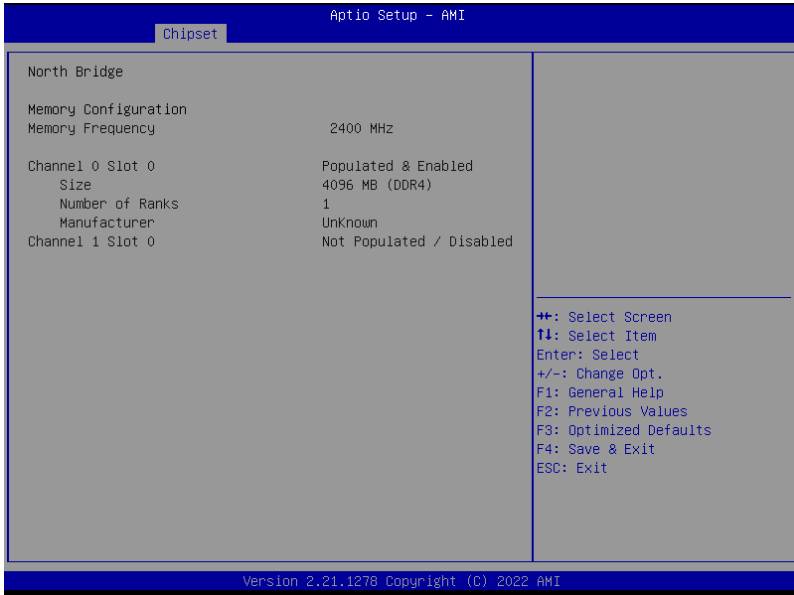 Aptio Setup – AMI
Chipset
North Bridge
Memory Configuration
Memory Frequency 2400 MHz
Channel 0 Slot 0 Populated & Enabled
Size 4096 MB (DDR4)
Number of Ranks 1
Manufacturer UnKnown
Channel 1 Slot 0 Not Populated / Disabled
→←: Select Screen
↑↓: Select Item
Enter: Select
+/-: Change Opt.
F1: General Help
F2: Previous Values
F3: Optimized Defaults
F4: Save & Exit
ESC: Exit
Version 2.21.1278 Copyright (C) 2022 AMI